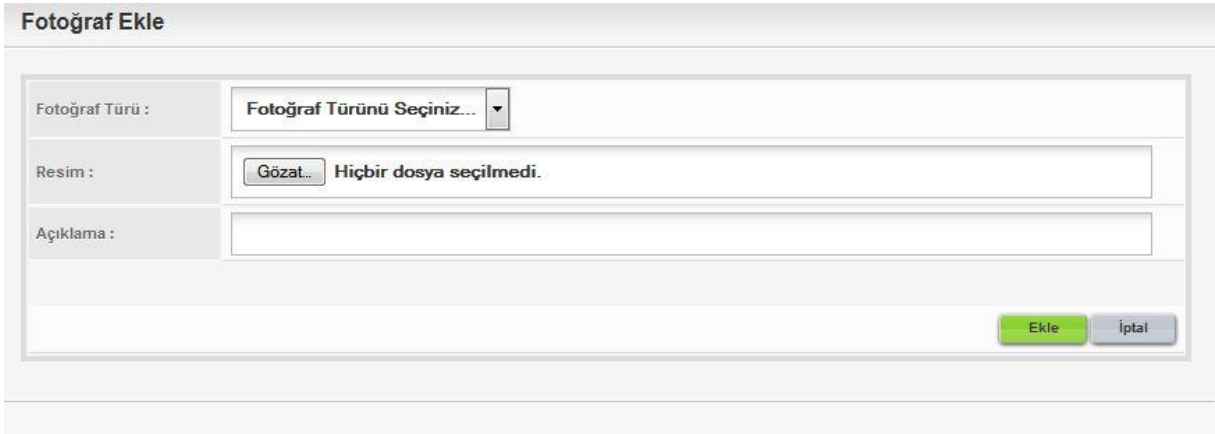 Fotoğraf Ekle
Fotoğraf Türü : Fotoğraf Türünü Seçiniz...
Resim : Gözat... Hiçbir dosya seçilmedi.
Açıklama :
Ekle İptal